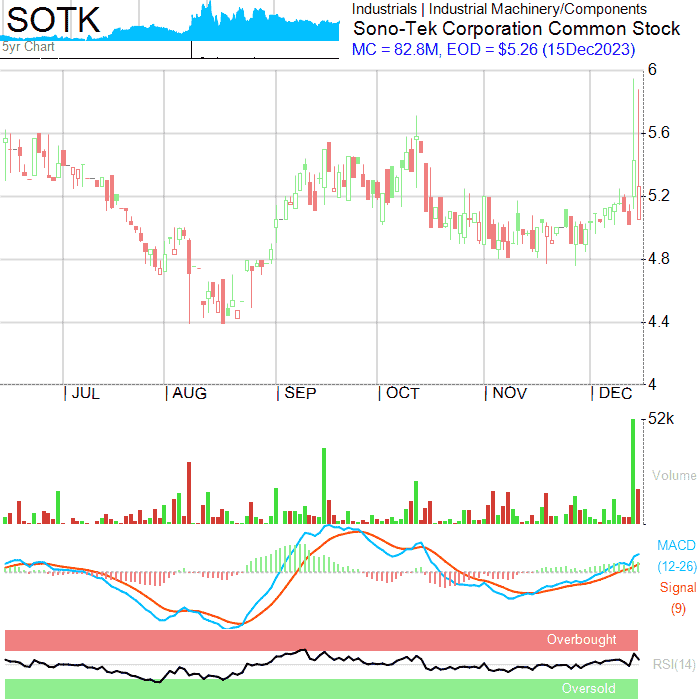 SOTK
5yr Chart
Industrials | Industrial Machinery/Components
Sono-Tek Corporation Common Stock
MC = 82.8M, EOD = $5.26 (15Dec2023)
6
5.6
5.2
4.8
4.4
4
| JUL | AUG | SEP | OCT | NOV | DEC
52k
Volume
MACD
(12-26)
Signal
(9)
Overbought
RSI(14)
Oversold